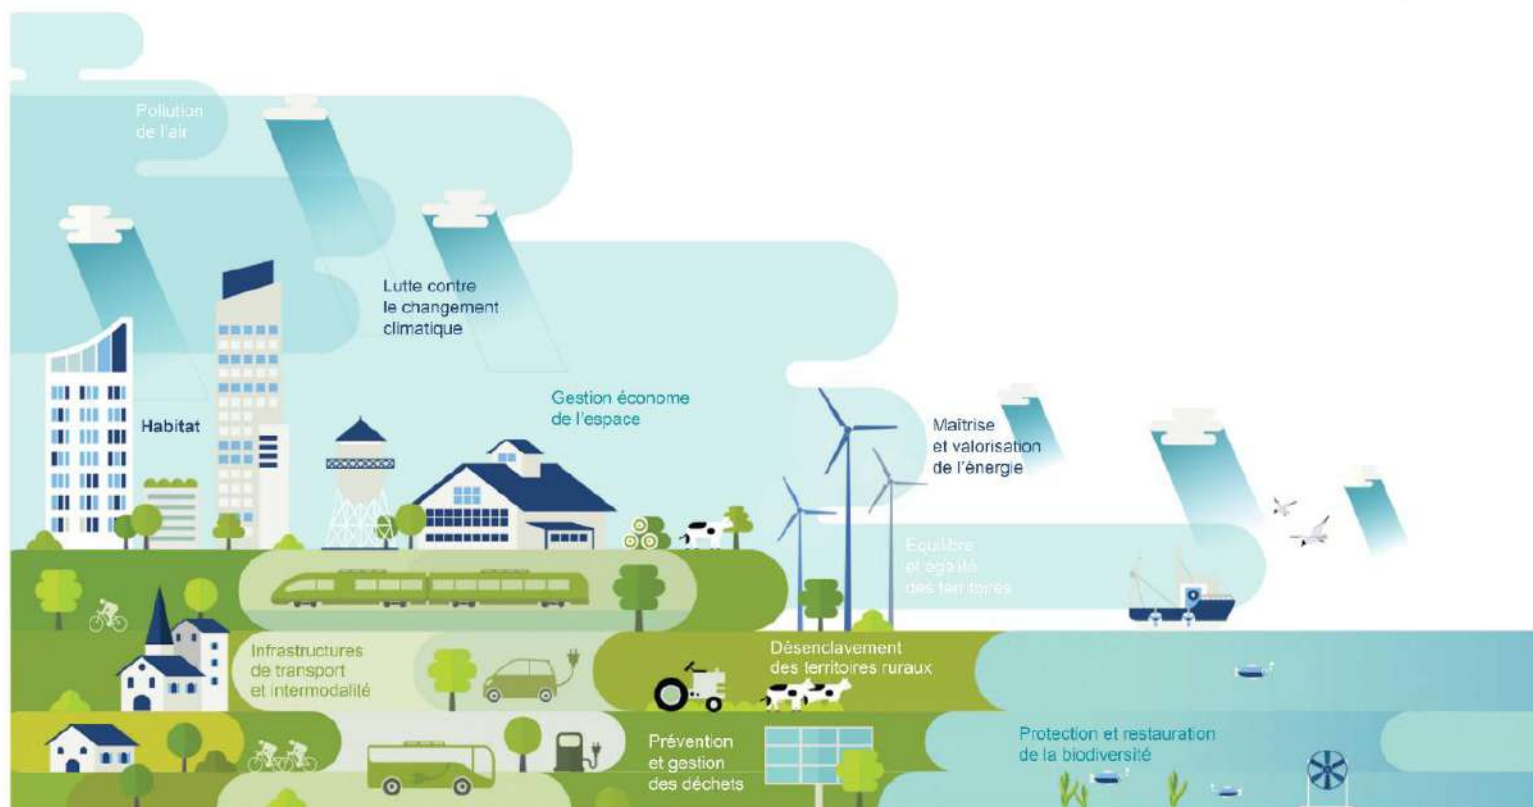 Pollution
de l'air
Lutte contre
le changement
climatique
Gestion économe
de l'espace
Habitat
Maîtrise
et valorisation
de l'énergie
Equilibre
et égalité
des territoires
Infrastructures
de transport
et intermodalité
Désenclavement
des territoires ruraux
Prévention
et gestion
des déchets
Protection et restauration
de la biodiversité